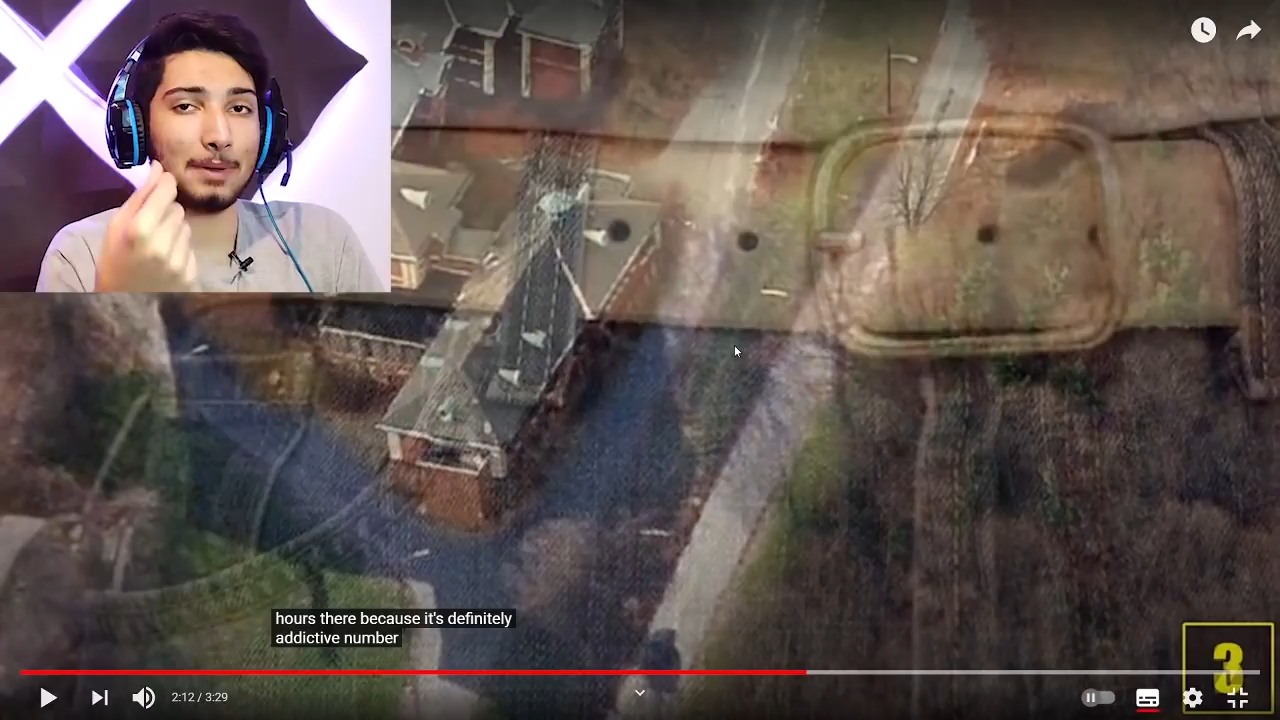 hours there because it's definitely
addictive number
3
2:12 / 3:29